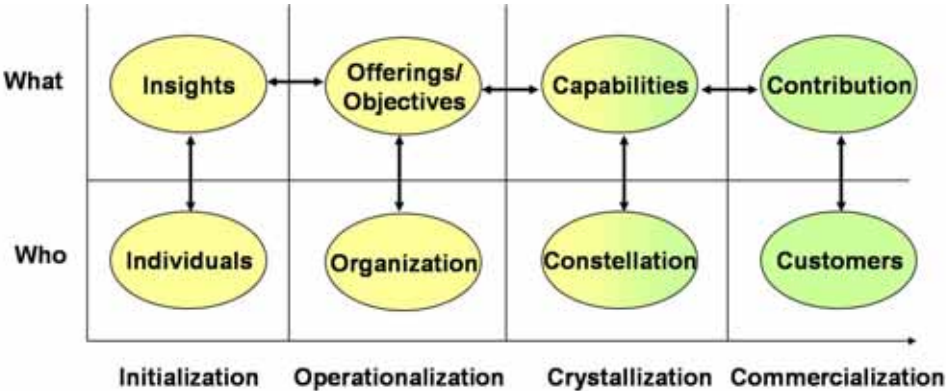 What
Insights
Offerings/
Objectives
Capabilities
Contribution
Who
Individuals
Organization
Constellation
Customers
Initialization
Operationalization
Crystallization
Commercialization